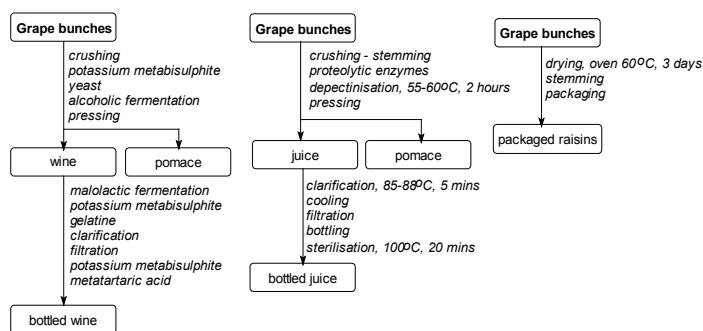 Grape bunches
crushing
potassium metabisulphite
yeast
alcoholic fermentation
pressing
wine
pomace
malolactic fermentation
potassium metabisulphite
gelatine
clarification
filtration
potassium metabisulphite
metatartaric acid
bottled wine
Grape bunches
crushing - stemming
proteolytic enzymes
depectinisation, 55-60ºC, 2 hours
pressing
juice
pomace
clarification, 85-88ºC, 5 mins
cooling
filtration
bottling
sterilisation, 100ºC, 20 mins
bottled juice
Grape bunches
drying, oven 60ºC, 3 days
stemming
packaging
packaged raisins